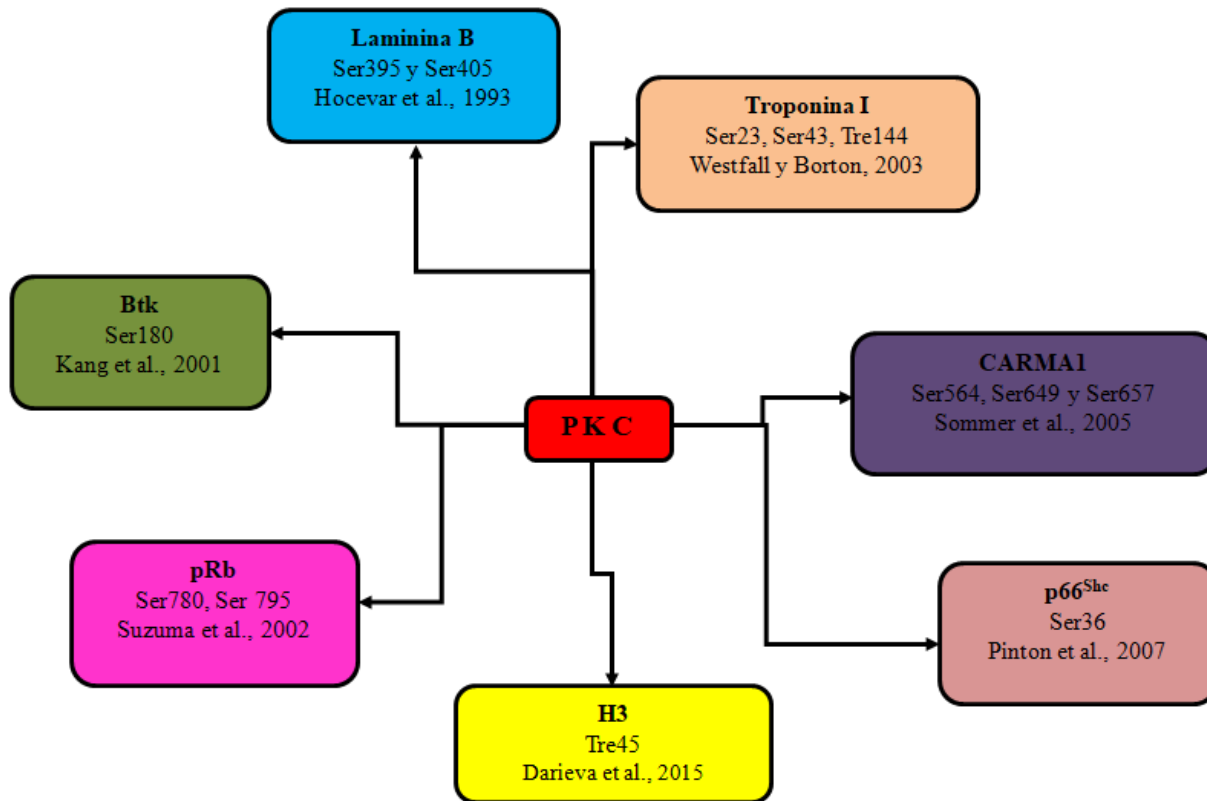 Laminina B
Ser395 y Ser405
Hocevar et al., 1993
Troponina I
Ser23, Ser43, Tre144
Westfall y Borton, 2003
Btk
Ser180
Kang et al., 2001
CARMA1
Ser564, Ser649 y Ser657
Sommer et al., 2005
P K C
pRb
Ser780, Ser 795
Suzuma et al., 2002
p66Shc
Ser36
Pinton et al., 2007
H3
Tre45
Darieva et al., 2015